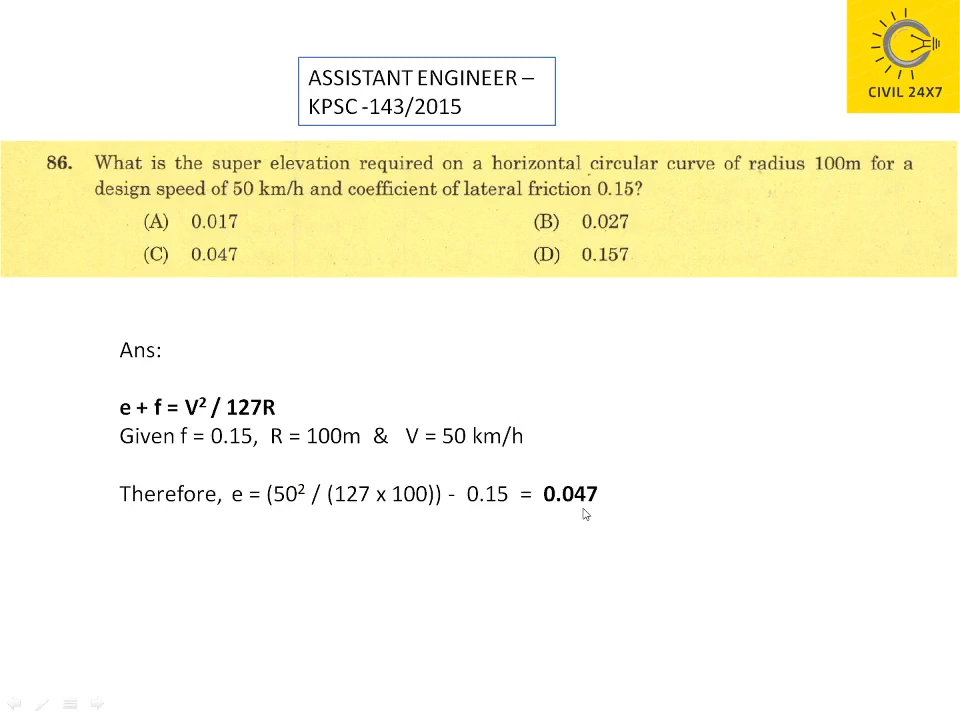 CIVIL 24X7
ASSISTANT ENGINEER –
KPSC -143/2015
86. What is the super elevation required on a horizontal circular curve of radius 100m for a
design speed of 50 km/h and coefficient of lateral friction 0.15?
(A) 0.017 (B) 0.027
(C) 0.047 (D) 0.157
Ans:
e + f = V² / 127R
Given f = 0.15, R = 100m & V = 50 km/h
Therefore, e = (50² / (127 x 100)) - 0.15 = 0.047